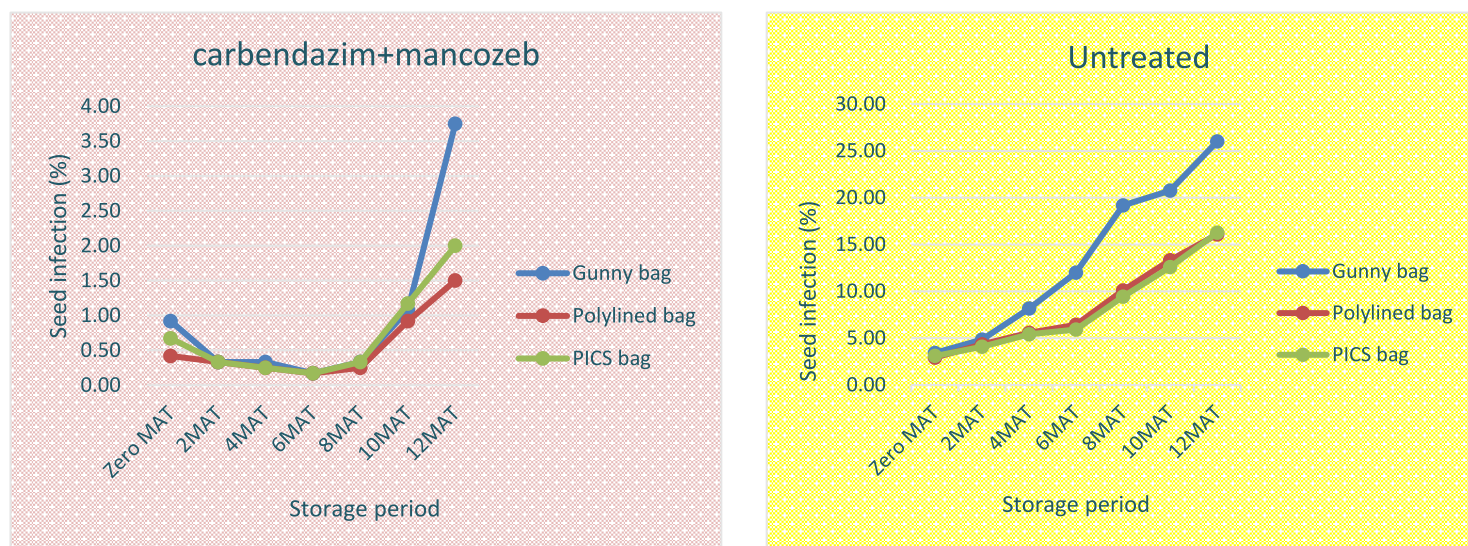 carbendazim+mancozeb
4.00
3.50
3.00
2.50
2.00
1.50
1.00
0.50
0.00
Seed infection (%)
Zero MAT
2MAT
4MAT
6MAT
8MAT
10MAT
12MAT
Storage period
Gunny bag
Polylined bag
PICS bag
Untreated
30.00
25.00
20.00
15.00
10.00
5.00
0.00
Seed infection (%)
Zero MAT
2MAT
4MAT
6MAT
8MAT
10MAT
12MAT
Storage period
Gunny bag
Polylined bag
PICS bag